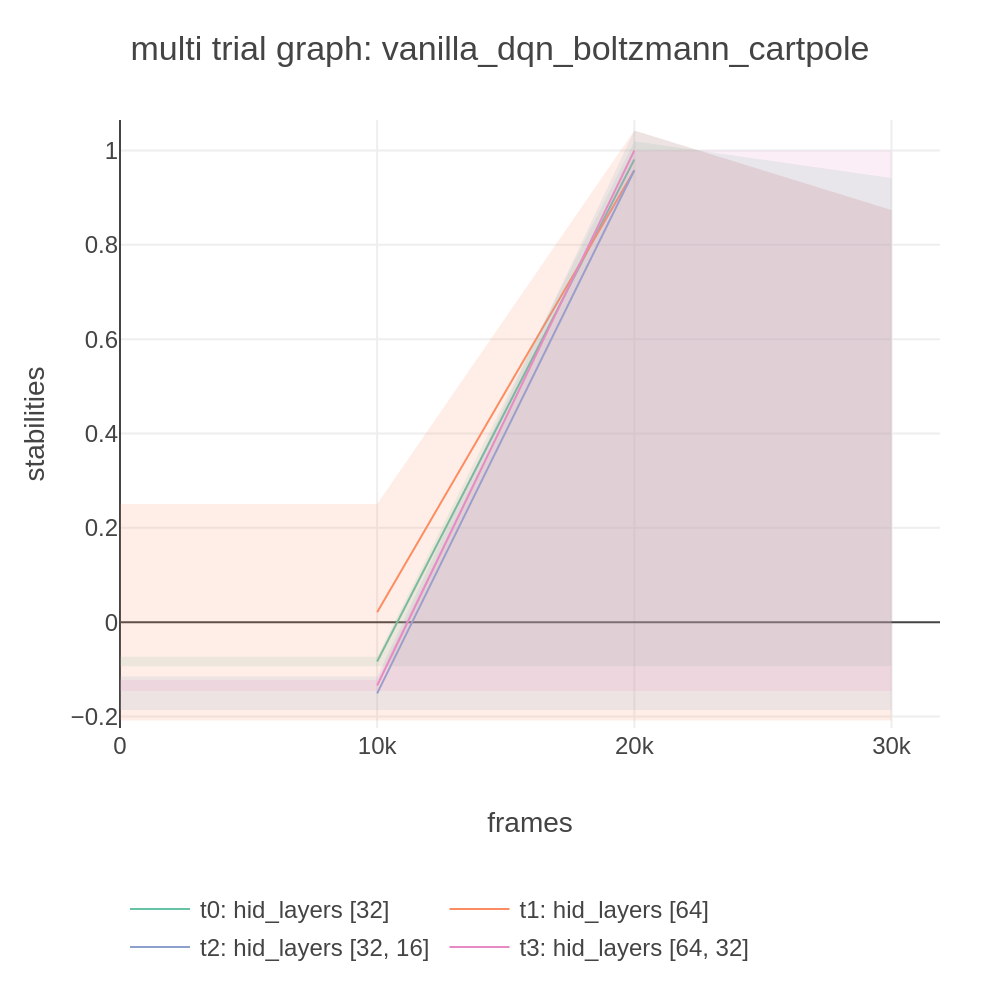 multi trial graph: vanilla_dqn_boltzmann_cartpole
1
0.8
0.6
0.4
0.2
0
−0.2
stabilities
0 10k 20k 30k
frames
t0: hid_layers [32] t1: hid_layers [64]
t2: hid_layers [32, 16] t3: hid_layers [64, 32]